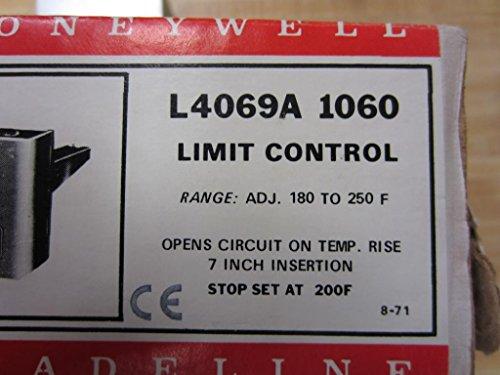 ONEYWELL
L4069A 1060
LIMIT CONTROL
RANGE: ADJ. 180 TO 250 F
OPENS CIRCUIT ON TEMP. RISE
7 INCH INSERTION
STOP SET AT 200F
CE
8-71
ADELINE